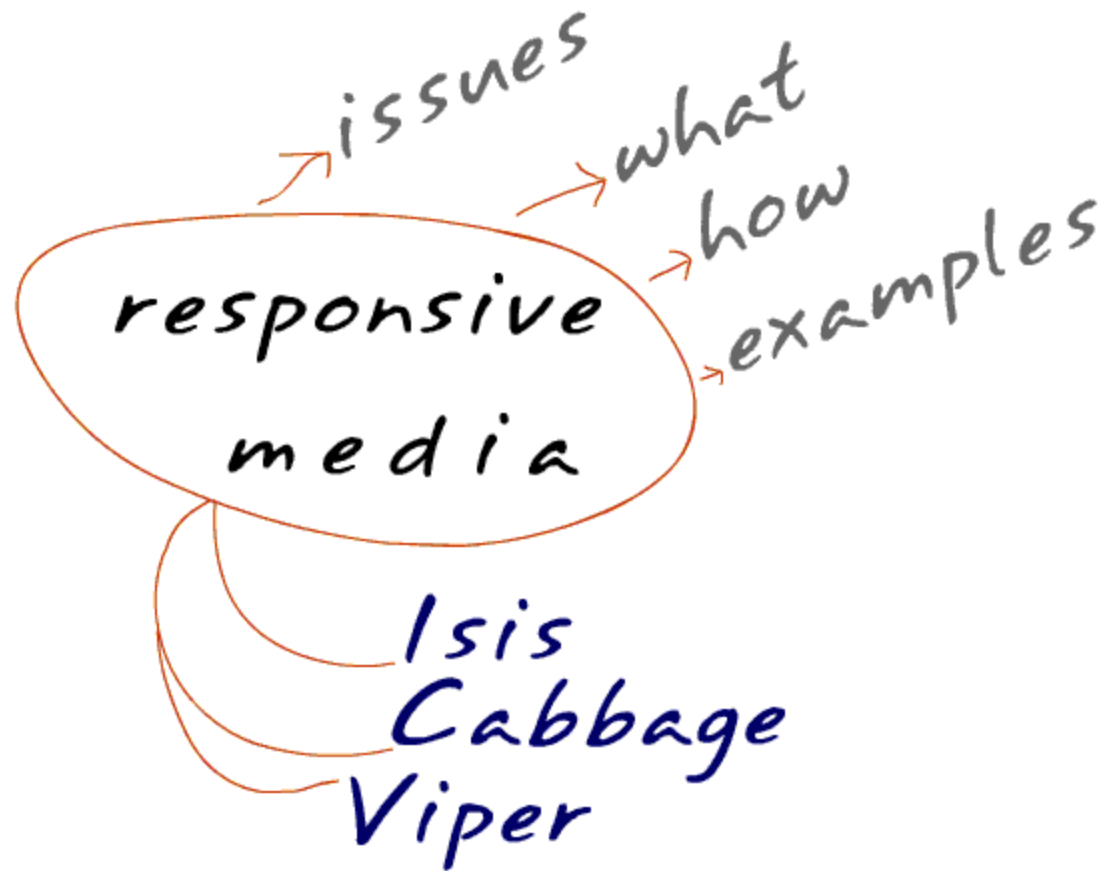 issues
what
how
examples
responsive
media
Isis
Cabbage
Viper